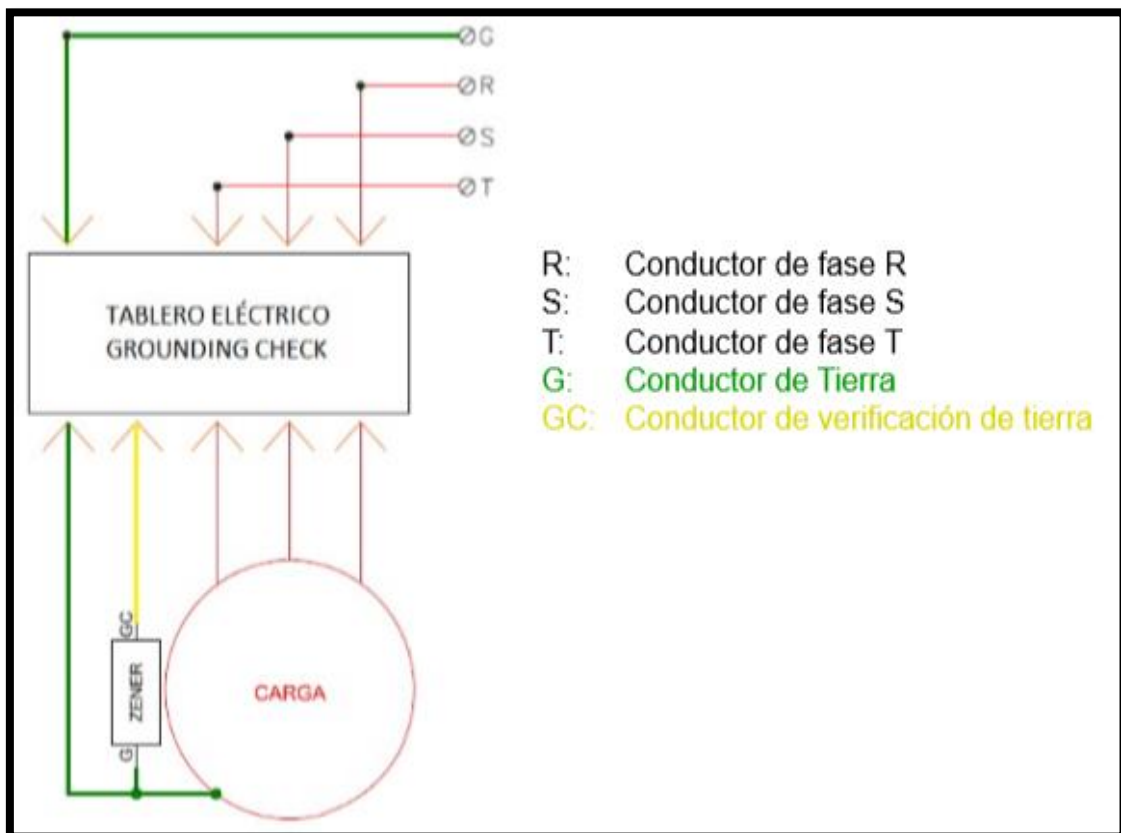 ØG
ØR
ØS
ØT
TABLERO ELÉCTRICO
GROUNDING CHECK
R: Conductor de fase R
S: Conductor de fase S
T: Conductor de fase T
G: Conductor de Tierra
GC: Conductor de verificación de tierra
GC
ZENER
G
CARGA